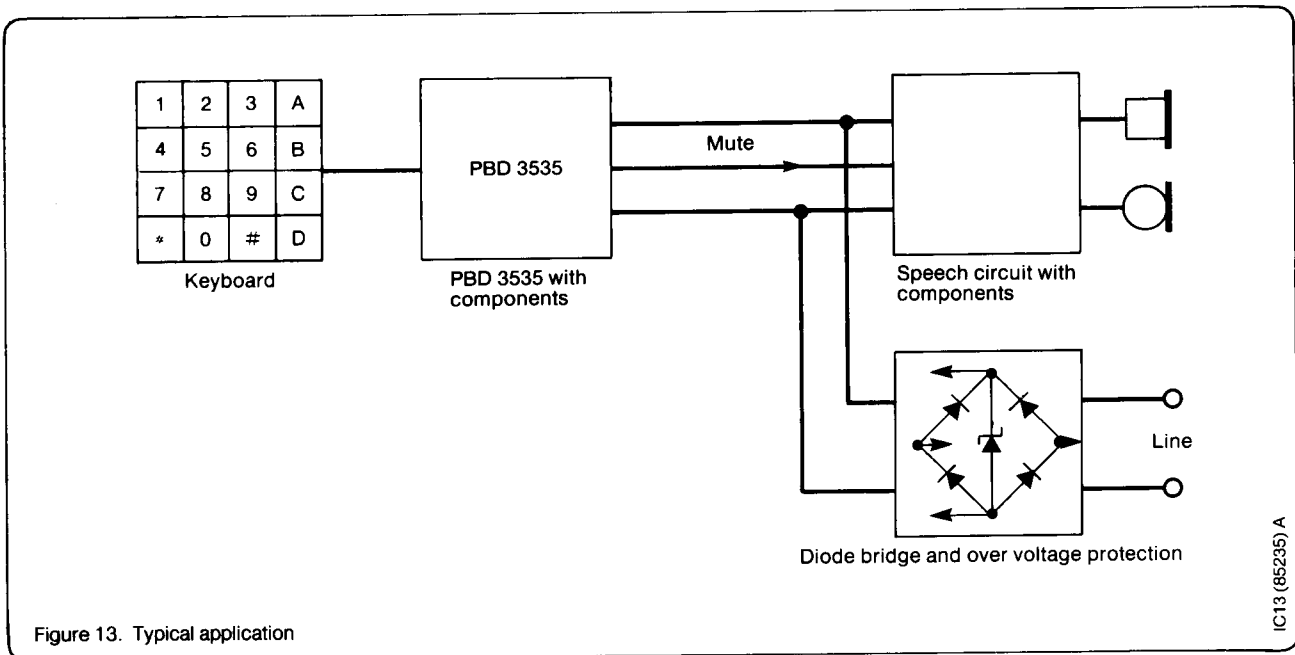 1 2 3 A
4 5 6 B
7 8 9 C
* 0 # D
Keyboard
PBD 3535
PBD 3535 with
components
Mute
Speech circuit with
components
Line
Diode bridge and over voltage protection
IC13 (85235) A
Figure 13. Typical application